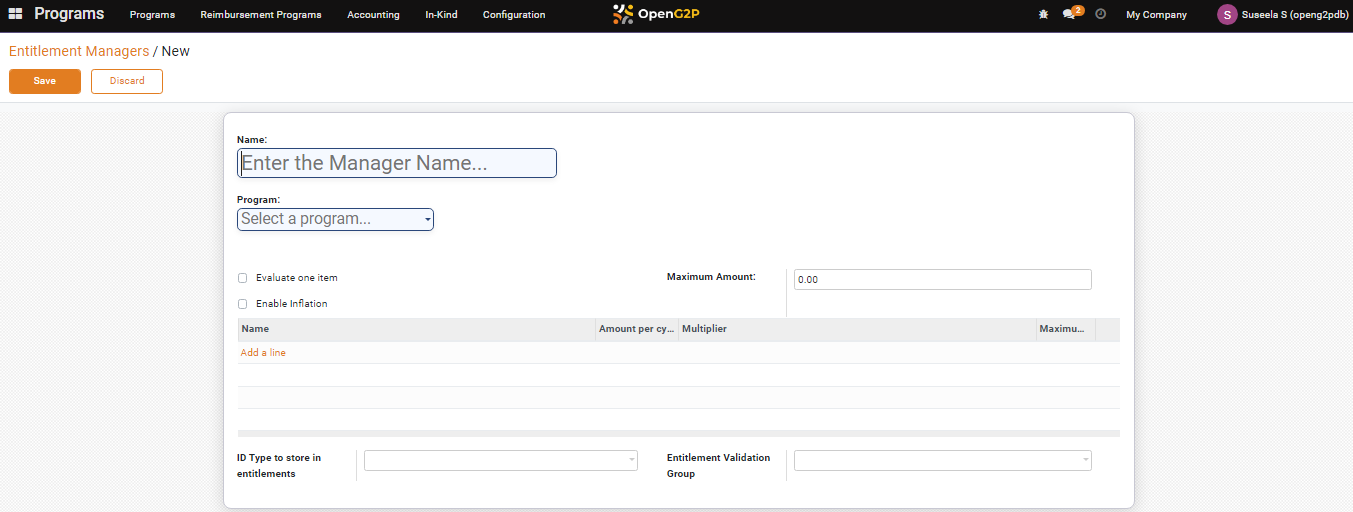 Programs Programs Reimbursement Programs Accounting In-Kind Configuration OpenG2P 2 My Company S Suseela S (openg2pdb)
Entitlement Managers / New
Save Discard
Name:
Enter the Manager Name...
Program:
Select a program...
Evaluate one item Maximum Amount: 0.00
Enable Inflation
Name Amount per cy... Multiplier Maximu...
Add a line
ID Type to store in entitlements Entitlement Validation Group